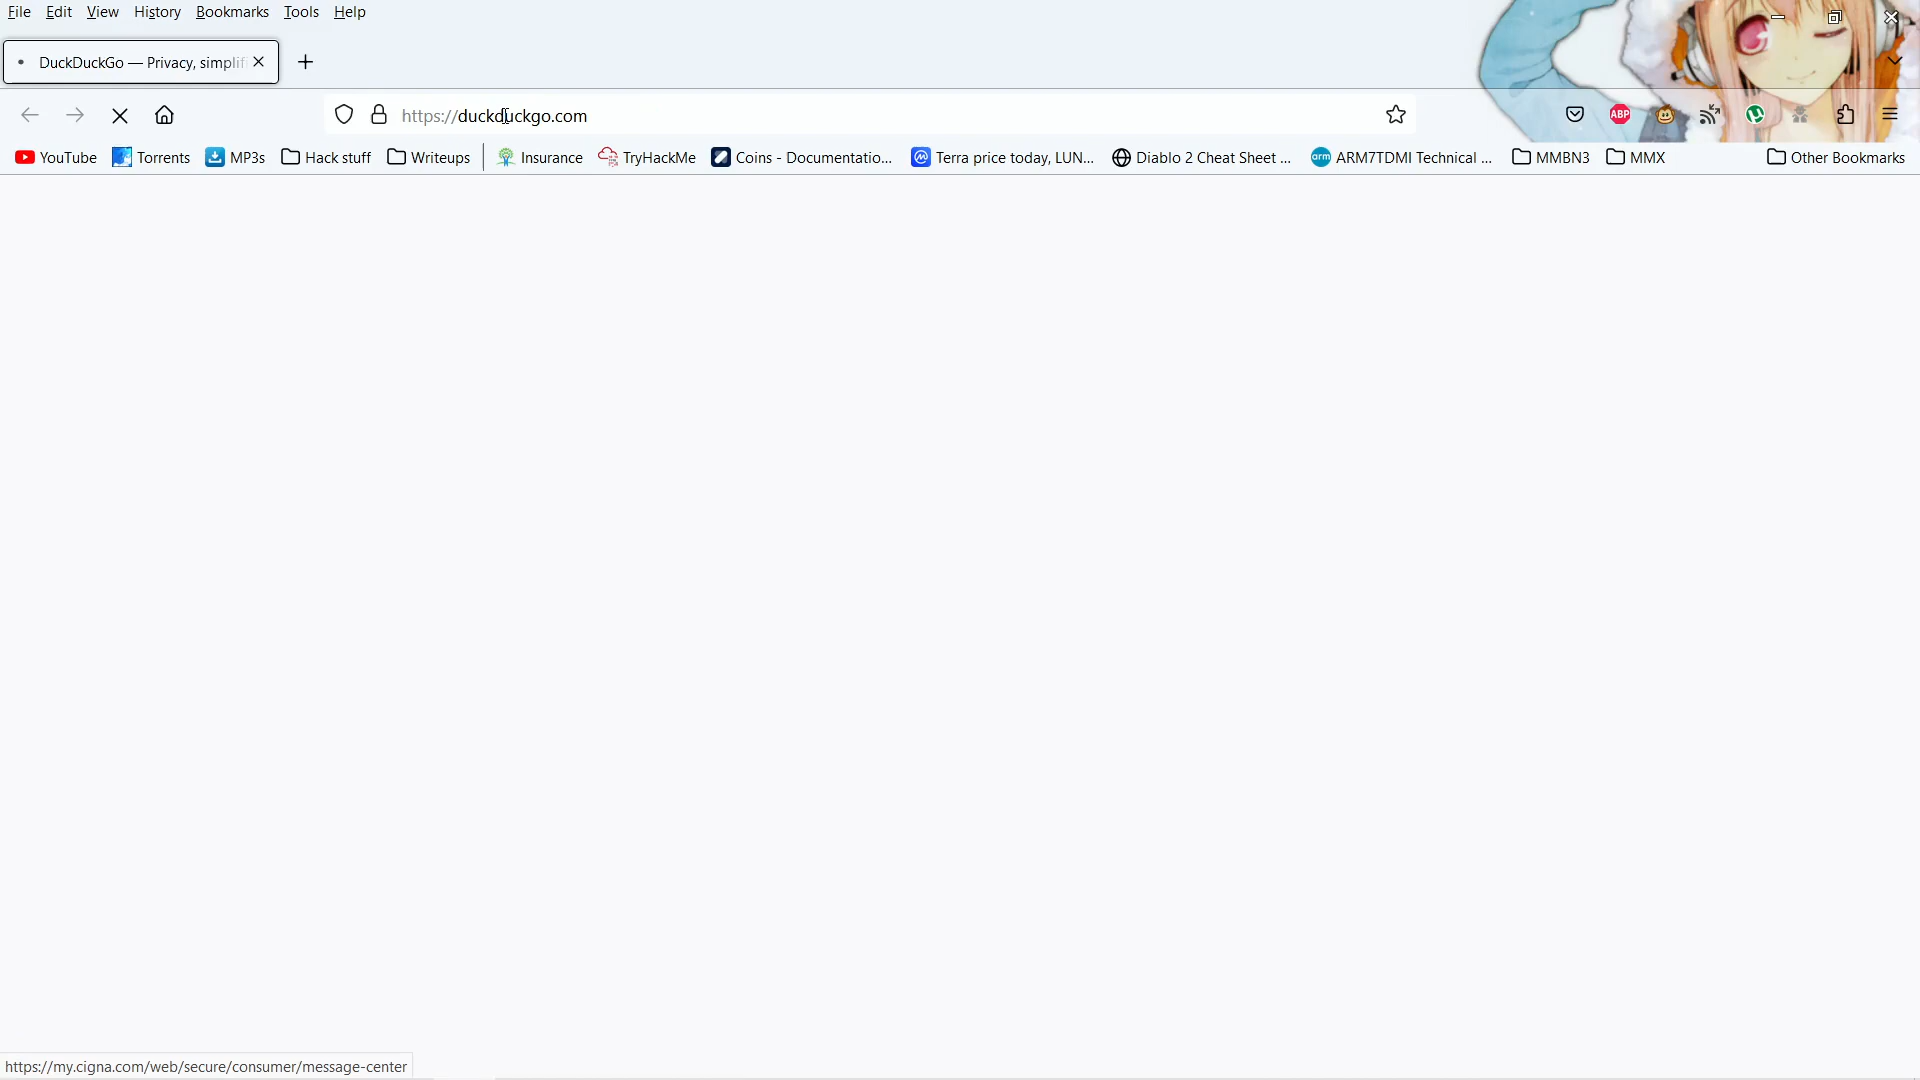 File Edit View History Bookmarks Tools Help
DuckDuckGo — Privacy, simplif
https://duckduckgo.com
ABP
YouTube Torrents MP3s Hack stuff Writeups Insurance TryHackMe Coins - Documentatio... Terra price today, LUN... Diablo 2 Cheat Sheet ... arm ARM7TDMI Technical ... MMBN3 MMX Other Bookmarks
https://my.cigna.com/web/secure/consumer/message-center